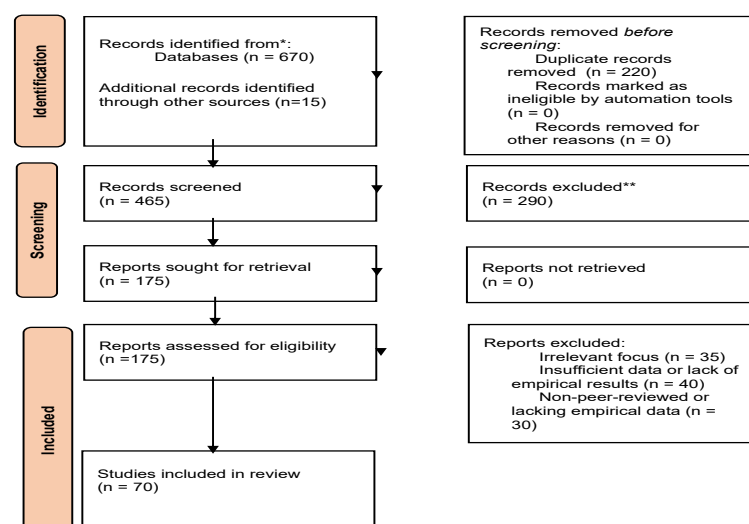 Identification
Records identified from*:
Databases (n = 670)
Additional records identified
through other sources (n=15)
Records removed before
screening:
Duplicate records
removed (n = 220)
Records marked as
ineligible by automation tools
(n = 0)
Records removed for
other reasons (n = 0)
Screening
Records screened
(n = 465)
Records excluded**
(n = 290)
Reports sought for retrieval
(n = 175)
Reports not retrieved
(n = 0)
Included
Reports assessed for eligibility
(n =175)
Reports excluded:
Irrelevant focus (n = 35)
Insufficient data or lack of
empirical results (n = 40)
Non-peer-reviewed or
lacking empirical data (n =
30)
Studies included in review
(n = 70)